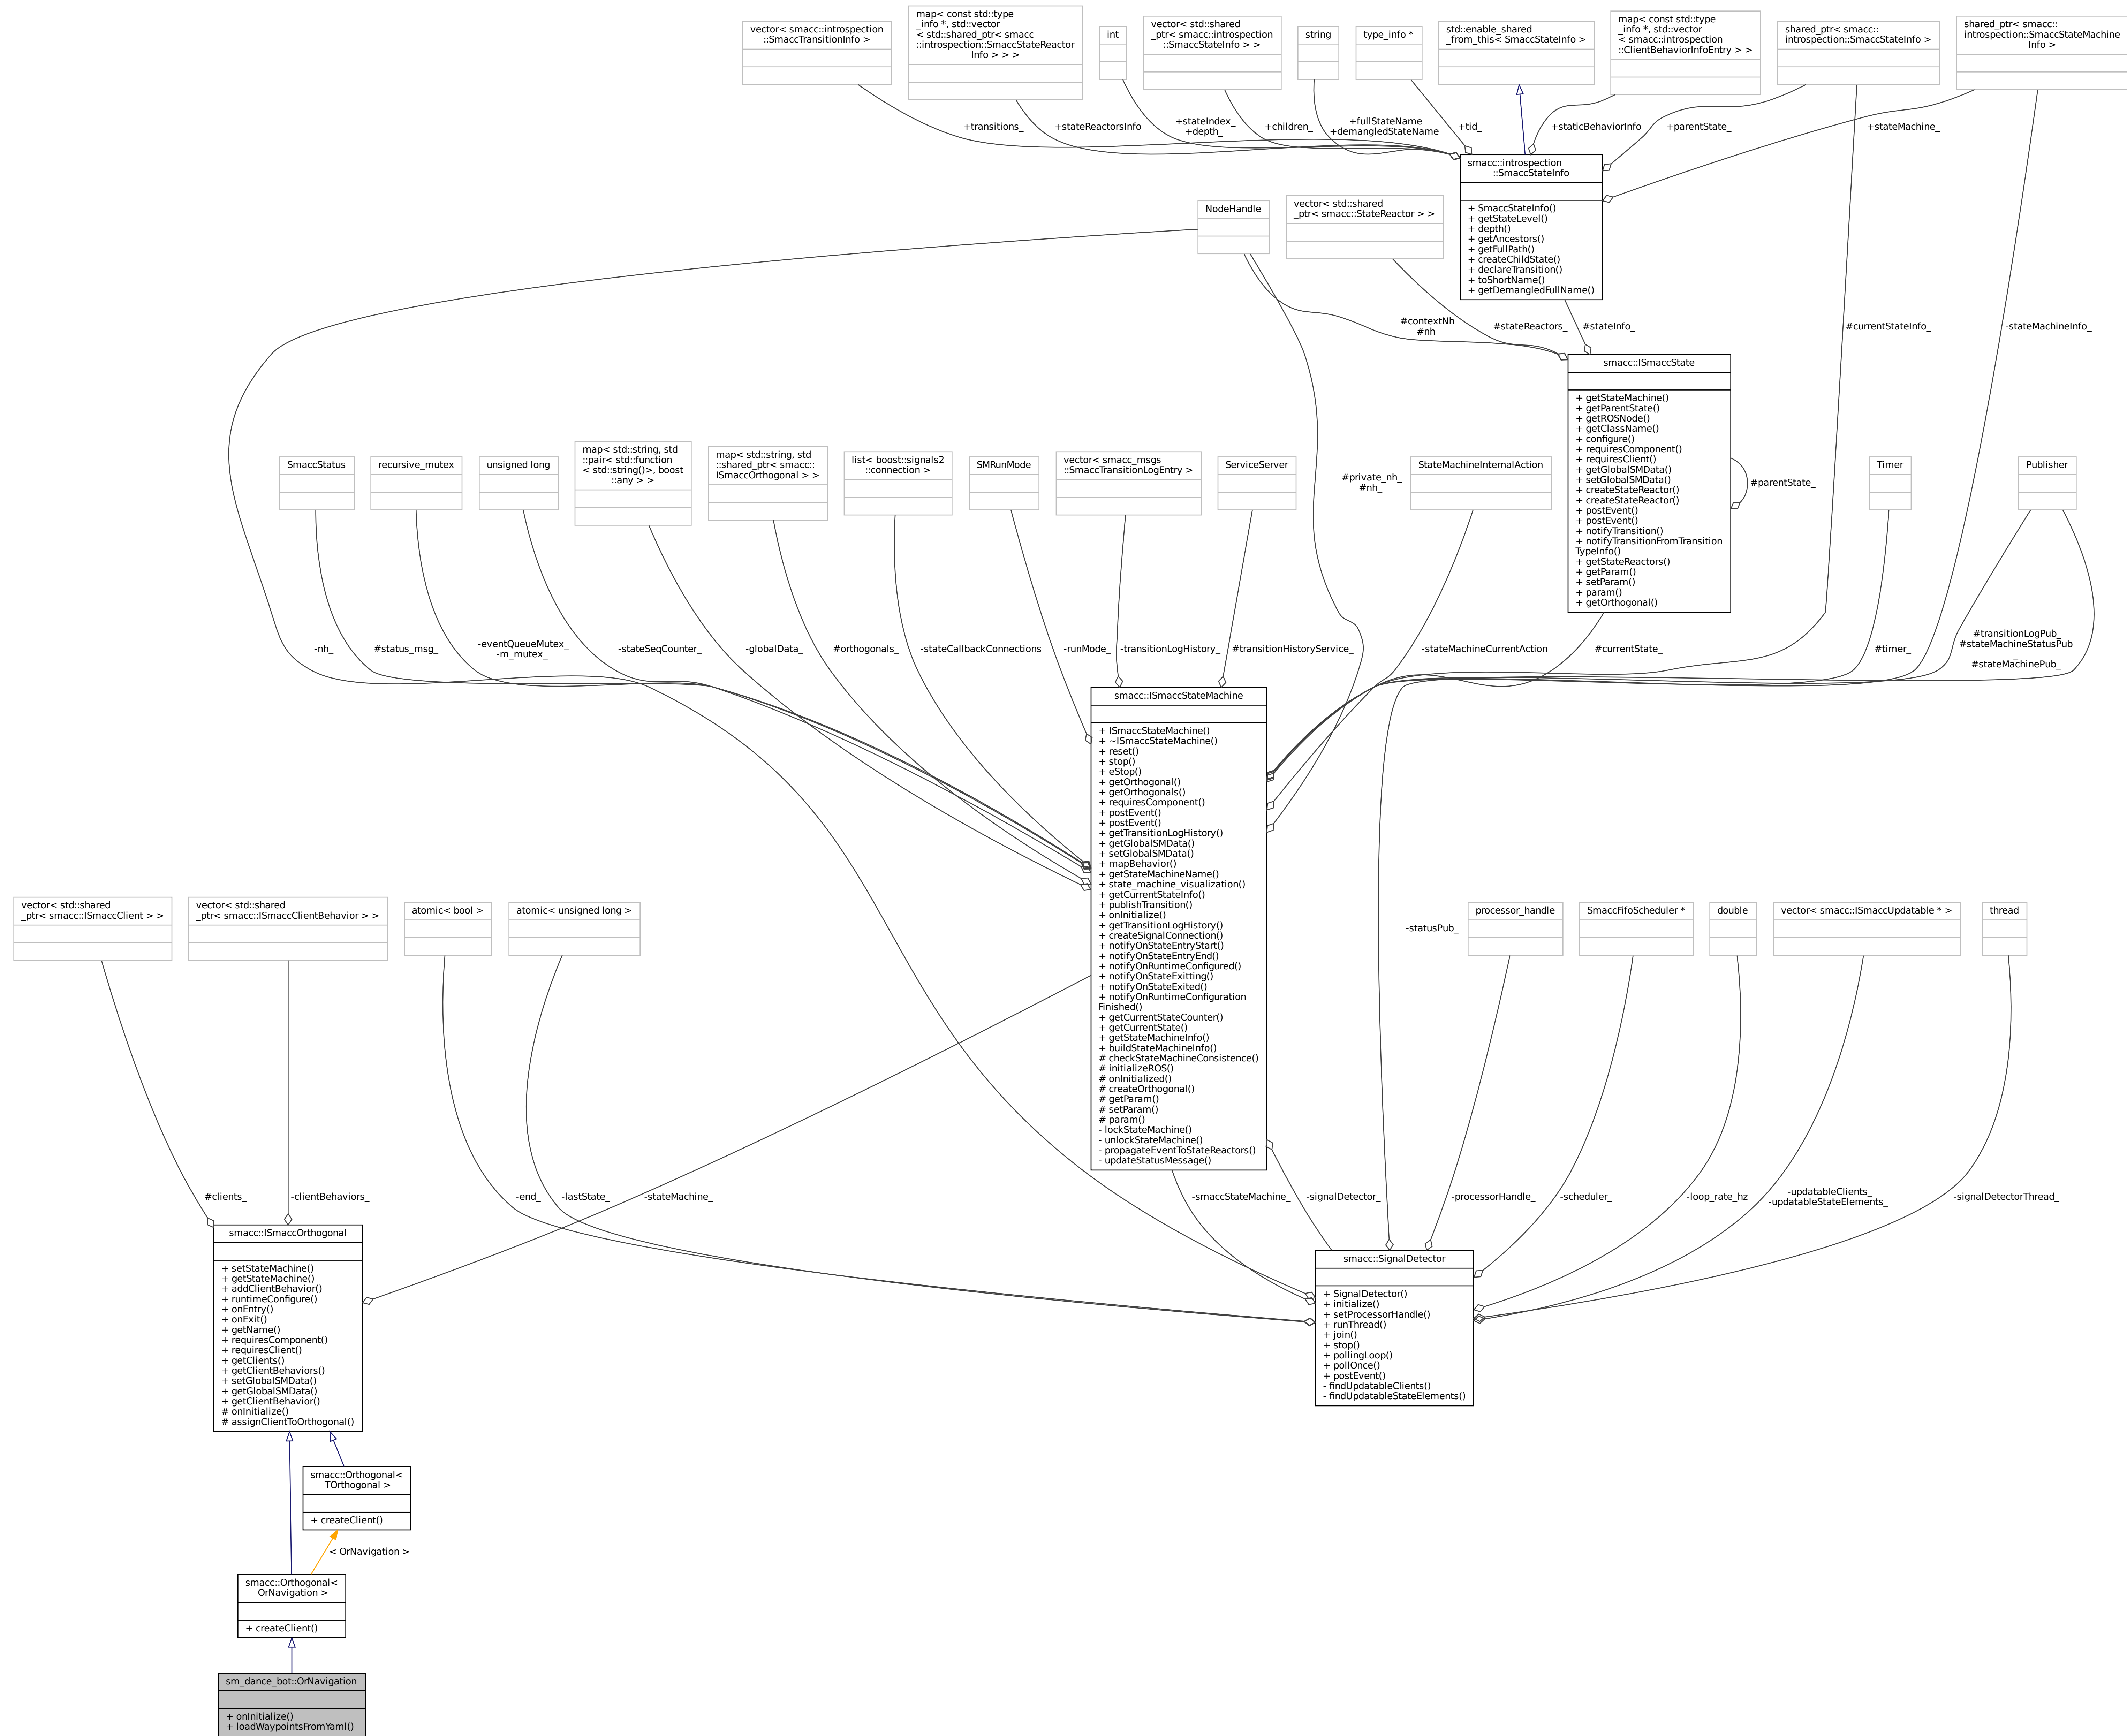 vector< smacc::introspection
::SmaccTransitionInfo >
map< const std::type
_info *, std::vector
< std::shared_ptr< smacc
::introspection::SmaccStateReactor
Info > > >
int
vector< std::shared
_ptr< smacc::introspection
::SmaccStateInfo > >
string
type_info *
std::enable_shared
_from_this< SmaccStateInfo >
map< const std::type
_info *, std::vector
< smacc::introspection
::ClientBehaviorInfoEntry > >
shared_ptr< smacc::
introspection::SmaccStateInfo >
shared_ptr< smacc::
introspection::SmaccStateMachine
Info >
+transitions_
+stateReactorsInfo
+stateIndex_
+depth_
+children_
+fullStateName
+demangledStateName
+tid_
+staticBehaviorInfo
+parentState_
+stateMachine_
smacc::introspection
::SmaccStateInfo
+ SmaccStateInfo()
+ getStateLevel()
+ depth()
+ getAncestors()
+ getFullPath()
+ createChildState()
+ declareTransition()
+ toShortName()
+ getDemangledFullName()
NodeHandle
vector< std::shared
_ptr< smacc::StateReactor > >
#contextNh
#nh
#stateReactors_
#stateInfo_
#currentStateInfo_
-stateMachineInfo_
smacc::ISmaccState
+ getStateMachine()
+ getParentState()
+ getROSNode()
+ getClassName()
+ configure()
+ requiresComponent()
+ requiresClient()
+ getGlobalSMData()
+ setGlobalSMData()
+ createStateReactor()
+ createStateReactor()
+ postEvent()
+ postEvent()
+ notifyTransition()
+ notifyTransitionFromTransition
TypeInfo()
+ getStateReactors()
+ getParam()
+ setParam()
+ param()
+ getOrthogonal()
#parentState_
SmaccStatus
recursive_mutex
unsigned long
map< std::string, std
::pair< std::function
< std::string()>, boost
::any > >
map< std::string, std
::shared_ptr< smacc::
ISmaccOrthogonal > >
list< boost::signals2
::connection >
SMRunMode
vector< smacc_msgs
::SmaccTransitionLogEntry >
ServiceServer
#private_nh_
#nh_
StateMachineInternalAction
Timer
Publisher
-nh_
#status_msg_
-eventQueueMutex_
-m_mutex_
-stateSeqCounter_
-globalData_
#orthogonals_
-stateCallbackConnections
-runMode_
-transitionLogHistory_
#transitionHistoryService_
-stateMachineCurrentAction
#currentState_
#timer_
#transitionLogPub_
#stateMachineStatusPub
_
#stateMachinePub_
smacc::ISmaccStateMachine
+ ISmaccStateMachine()
+ ~ISmaccStateMachine()
+ reset()
+ stop()
+ eStop()
+ getOrthogonal()
+ getOrthogonals()
+ requiresComponent()
+ postEvent()
+ postEvent()
+ getTransitionLogHistory()
+ getGlobalSMData()
+ setGlobalSMData()
+ mapBehavior()
+ getStateMachineName()
+ state_machine_visualization()
+ getCurrentStateInfo()
+ publishTransition()
+ onInitialize()
+ getTransitionLogHistory()
+ createSignalConnection()
+ notifyOnStateEntryStart()
+ notifyOnStateEntryEnd()
+ notifyOnRuntimeConfigured()
+ notifyOnStateExitting()
+ notifyOnStateExited()
+ notifyOnRuntimeConfiguration
Finished()
+ getCurrentStateCounter()
+ getCurrentState()
+ getStateMachineInfo()
+ buildStateMachineInfo()
# checkStateMachineConsistence()
# initializeROS()
# onInitialized()
# createOrthogonal()
# getParam()
# setParam()
# param()
- lockStateMachine()
- unlockStateMachine()
- propagateEventToStateReactors()
- updateStatusMessage()
vector< std::shared
_ptr< smacc::ISmaccClient > >
vector< std::shared
_ptr< smacc::ISmaccClientBehavior > >
atomic< bool >
atomic< unsigned long >
-statusPub_
processor_handle
SmaccFifoScheduler *
double
vector< smacc::ISmaccUpdatable * >
thread
#clients_
-clientBehaviors_
-end_
-lastState_
-stateMachine_
-smaccStateMachine_
-signalDetector_
-processorHandle_
-scheduler_
-loop_rate_hz
-updatableClients_
-updatableStateElements_
-signalDetectorThread_
smacc::ISmaccOrthogonal
+ setStateMachine()
+ getStateMachine()
+ addClientBehavior()
+ runtimeConfigure()
+ onEntry()
+ onExit()
+ getName()
+ requiresComponent()
+ requiresClient()
+ getClients()
+ getClientBehaviors()
+ setGlobalSMData()
+ getGlobalSMData()
+ getClientBehavior()
# onInitialize()
# assignClientToOrthogonal()
smacc::SignalDetector
+ SignalDetector()
+ initialize()
+ setProcessorHandle()
+ runThread()
+ join()
+ stop()
+ pollingLoop()
+ pollOnce()
+ postEvent()
- findUpdatableClients()
- findUpdatableStateElements()
smacc::Orthogonal<
TOrthogonal >
+ createClient()
< OrNavigation >
smacc::Orthogonal<
OrNavigation >
+ createClient()
sm_dance_bot::OrNavigation
+ onInitialize()
+ loadWaypointsFromYaml()